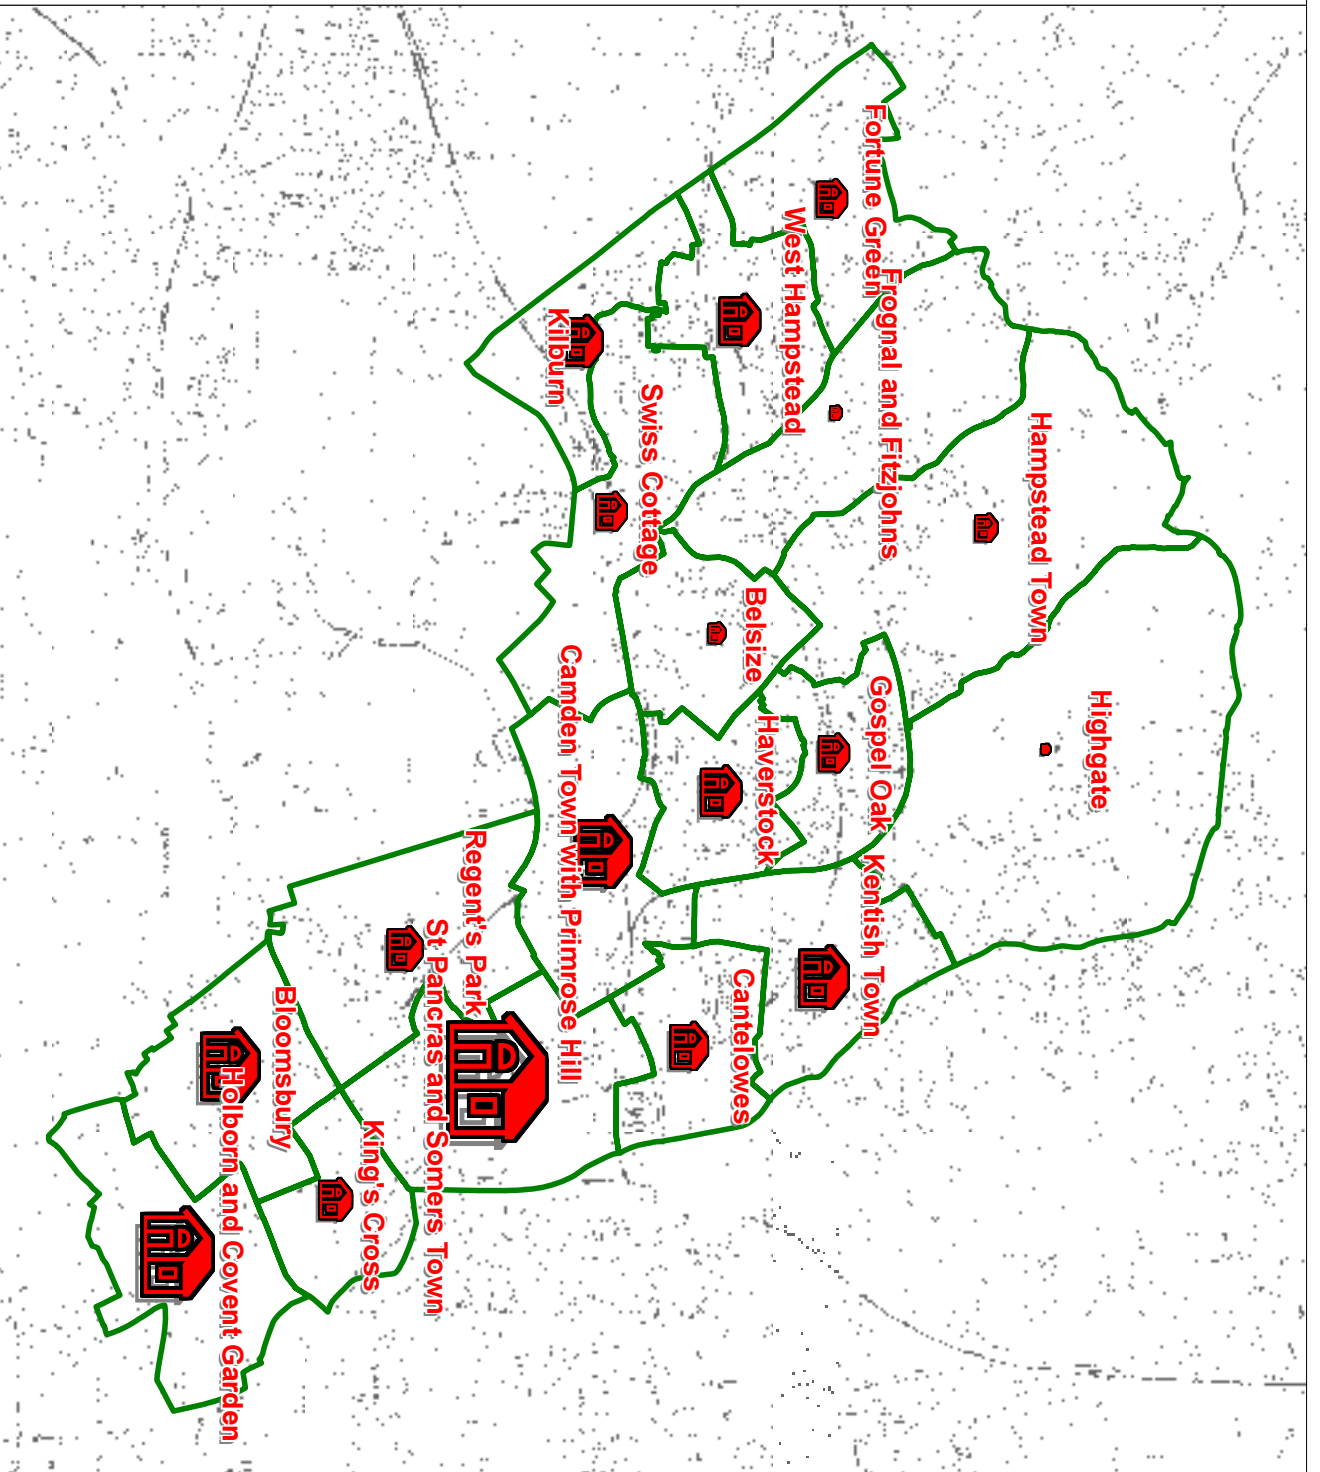 Highgate
Hampstead Town
Fortune Green
Frognal and Fitzjohns
Gospel Oak
Kentish Town
West Hampstead
Belsize
Haverstock
Cantelowes
Swiss Cottage
Kilburn
Camden Town with Primrose Hill
Regent's Park
St Pancras and Somers Town
King's Cross
Bloomsbury
Holborn and Covent Garden